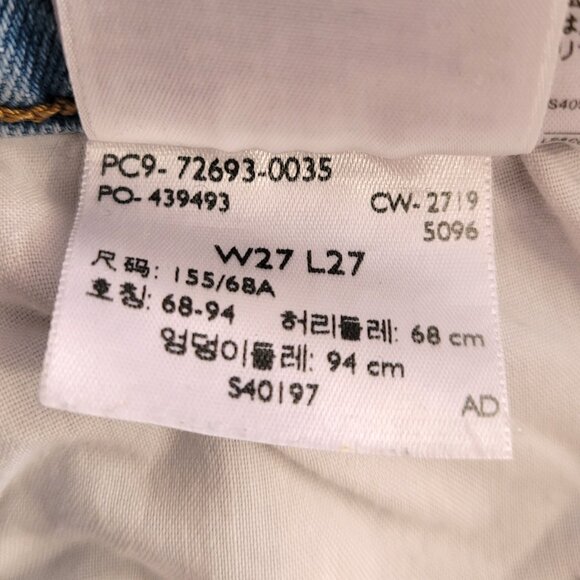 PC9- 72693-0035
PO- 439493
CW- 2719
5096
W27 L27
尺码: 155/68A
호칭: 68-94 허리둘레: 68 cm
엉덩이둘레: 94 cm
S40197
AD